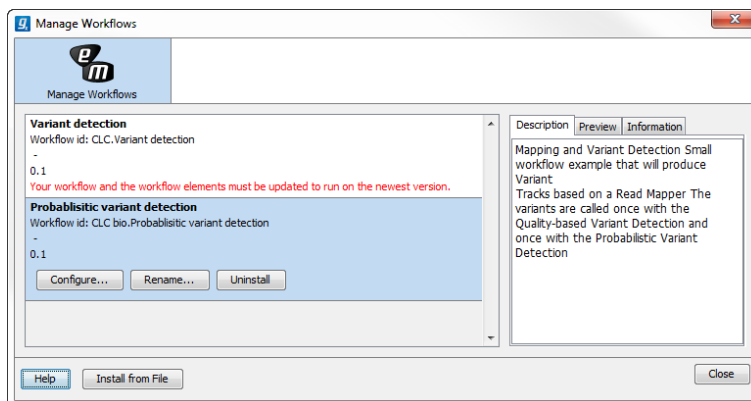 Manage Workflows
x
e
m
Manage Workflows
Variant detection
Workflow id: CLC.Variant detection
-
0.1
Your workflow and the workflow elements must be updated to run on the newest version.
Probablisitic variant detection
Workflow id: CLC bio.Probablisitic variant detection
-
0.1
Configure... Rename... Uninstall
Description Preview Information
Mapping and Variant Detection Small
workflow example that will produce
Variant
Tracks based on a Read Mapper The
variants are called once with the
Quality-based Variant Detection and
once with the Probabilistic Variant
Detection
Help Install from File Close